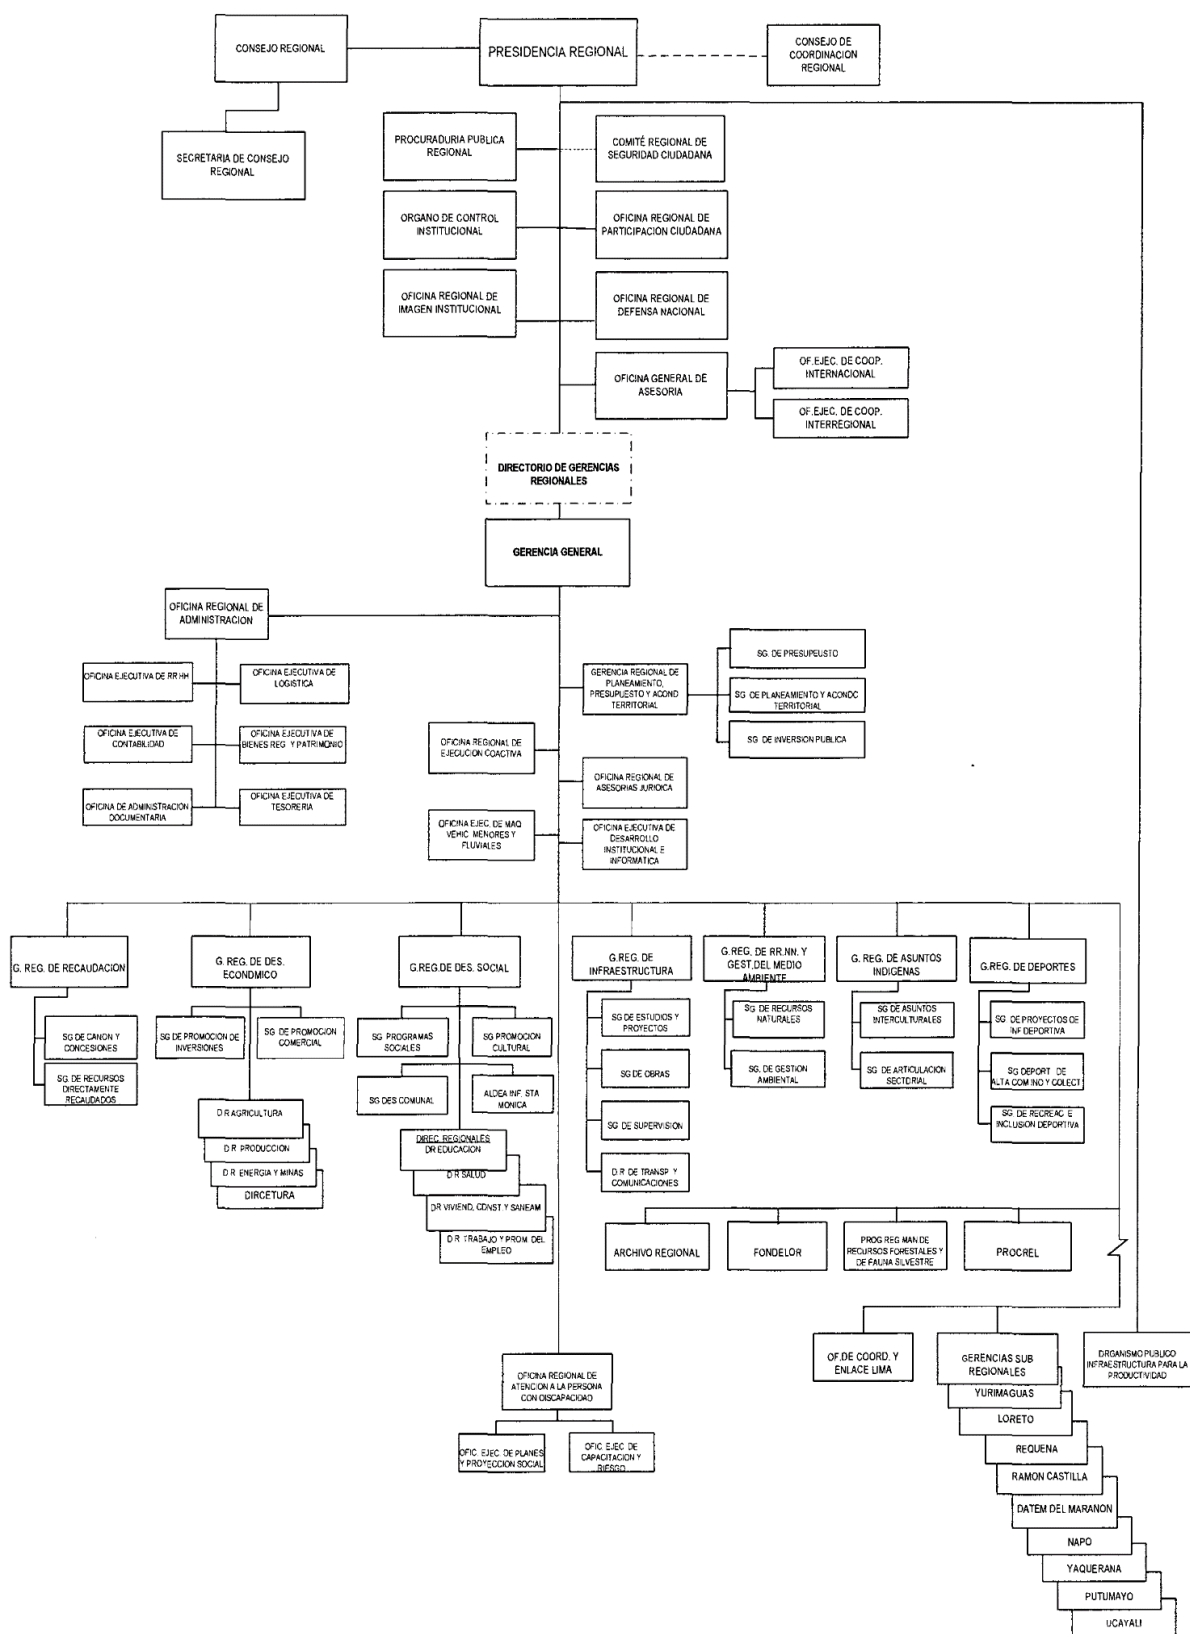 CONSEJO REGIONAL
PRESIDENCIA REGIONAL
CONSEJO DE
COORDINACION
REGIONAL
SECRETARIA DE CONSEJO
REGIONAL
PROCURADURIA PUBLICA
REGIONAL
COMITÉ REGIONAL DE
SEGURIDAD CIUDADANA
ORGANO DE CONTROL
INSTITUCIONAL
OFICINA REGIONAL DE
PARTICIPACION CIUDADANA
OFICINA REGIONAL DE
IMAGEN INSTITUCIONAL
OFICINA REGIONAL DE
DEFENSA NACIONAL
OFICINA GENERAL DE
ASESORIA
OF.EJEC. DE COOP.
INTERNACIONAL
OF.EJEC. DE COOP.
INTERREGIONAL
DIRECTORIO DE GERENCIAS
REGIONALES
GERENCIA GENERAL
OFICINA REGIONAL DE
ADMINISTRACION
OFICINA EJECUTIVA DE RR HH
OFICINA EJECUTIVA DE
LOGISTICA
OFICINA EJECUTIVA DE
CONTABILIDAD
OFICINA EJECUTIVA DE
BIENES REG Y PATRIMONIO
OFICINA DE ADMINISTRACION
DOCUMENTARIA
OFICINA EJECUTIVA DE
TESORERIA
GERENCIA REGIONAL DE
PLANEAMIENTO,
PRESUPUESTO Y ACOND
TERRITORIAL
SG. DE PRESUPEUSTO
SG DE PLANEAMIENTO Y ACONDC
TERRITORIAL
SG DE INVERSION PUBLICA
OFICINA REGIONAL DE
EJECUCION COACTIVA
OFICINA REGIONAL DE
ASESORIAS JURIDICA
OFICINA EJEC. DE MAQ
VEHIC. MENORES Y
FLUVIALES
OFICINA EJECUTIVA DE
DESARROLLO
INSTITUCIONAL E
INFORMATICA
G. REG. DE RECAUDACION
SG DE CANON Y
CONCESIONES
SG. DE RECURSOS
DIRECTAMENTE
RECAUDADOS
G. REG. DE DES.
ECONDMICO
SG DE PROMOCION DE
INVERSIONES
SG DE PROMOCION
COMERCIAL
D R AGRICULTURA
D R PRODUCCION
D R ENERGIA Y MINAS
DIRCETURA
G.REG.DE DES. SOCIAL
SG PROGRAMAS
SOCIALES
SG PROMOCION
CULTURAL
SG DES COMUNAL
ALDEA INF. STA
MONICA
DIREC. REGIONALES
DR EDUCACION
D R SALUD
DR VIVIEND, CDNST Y SANEAM
D R TRABAJO Y PROM DEL
EMPLEO
G.REG. DE
INFRAESTRUCTURA
SG DE ESTUDIOS Y
PROYECTOS
SG DE OBRAS
SG DE SUPERVISION
D.R DE TRANSP Y
COMUNICACIONES
G.REG. DE RR.NN. Y
GEST.DEL MEDIO
AMBIENTE
SG DE RECURSOS
NATURALES
SG. DE GESTION
AMBIENTAL
G. REG. DE ASUNTOS
INDIGENAS
SG DE ASUNTOS
INTERCULTURALES
SG DE ARTICULACION
SECTORIAL
G.REG. DE DEPORTES
SG DE PROYECTOS DE
INF DEPORTIVA
SG DEPORT DE
ALTA COM IND Y COLECT
SG DE RECREAC E
INCLUSION DEPORTIVA
ARCHIVO REGIONAL
FONDELOR
PROG REG MAN DE
RECURSOS FORESTALES Y
DE FAUNA SILVESTRE
PROCREL
OF.DE COORD. Y
ENLACE LIMA
GERENCIAS SUB
REGIONALES
YURIMAGUAS
LORETO
REQUENA
RAMON CASTILLA
DATEM DEL MARAÑON
NAPO
YAQUERANA
PUTUMAYO
UCAYALI
ORGANISMO PUBLICO
INFRAESTRUCTURA PARA LA
PRODUCTIVIDAD
OFICINA REGIONAL DE
ATENCION A LA PERSONA
CON DISCAPACIDAD
OFIC. EJEC. DE PLANES
Y PROYECCION SOCIAL
OFIC EJEC DE
CAPACITACION Y
RIESGO